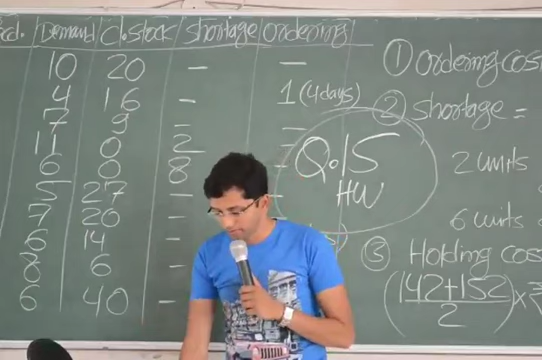 Demand C.stock shortage ordering
10 20 — —
4 16 - 1 (4days)
7 9 —
11 0 2 —
6 0 8
5 27 -
7 20 -
6 14 -
8 6 -
6 40 -
Q.15
HW
① Ordering cos
② shortage =
2 units
6 units
③ Holding cos
(142+152) ×
2